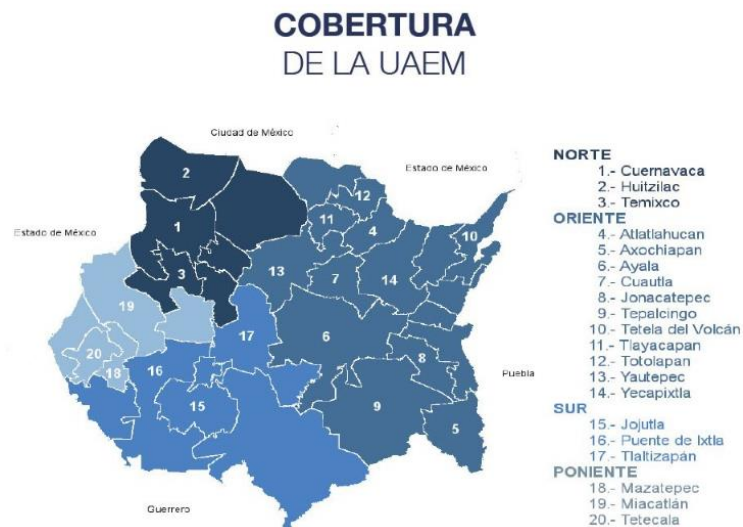 COBERTURA
DE LA UAEM
Ciudad de México
Estado de México
Estado de México
Puebla
Guerrero
2
1
3
12
11
4
10
13
7
14
19
17
6
20
18
16
8
15
9
5
NORTE
1.- Cuernavaca
2.- Huitzilac
3.- Temixco
ORIENTE
4.- Atlatlahucan
5.- Axochiapan
6.- Ayala
7.- Cuautla
8.- Jonacatepec
9.- Tepalcingo
10.- Tetela del Volcán
11.- Tlayacapan
12.- Totolapan
13.- Yautepec
14.- Yecapixtla
SUR
15.- Jojutla
16.- Puente de Ixtla
17.- Tlaltizapán
PONIENTE
18.- Mazatepec
19.- Miacatlán
20.- Tetecala